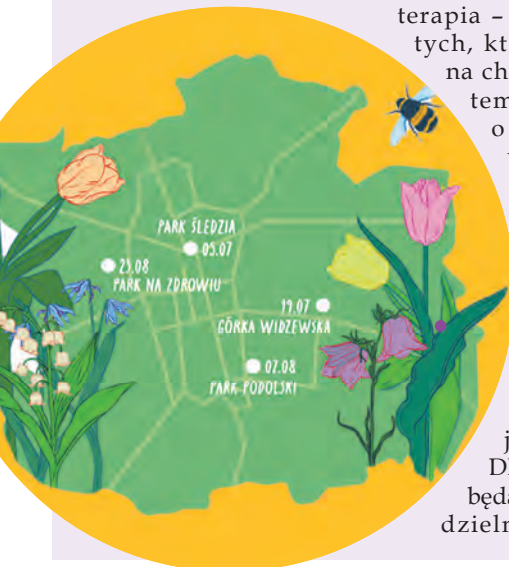 terapia –
tych, kt
na ch
tem
o
PARK ŚLEDZIA
05.07
23.08
PARK NA ZDROWIU
19.07
GÓRKA WIDZEWSKA
02.08
PARK PODOLSKI
j
będą
dzieln